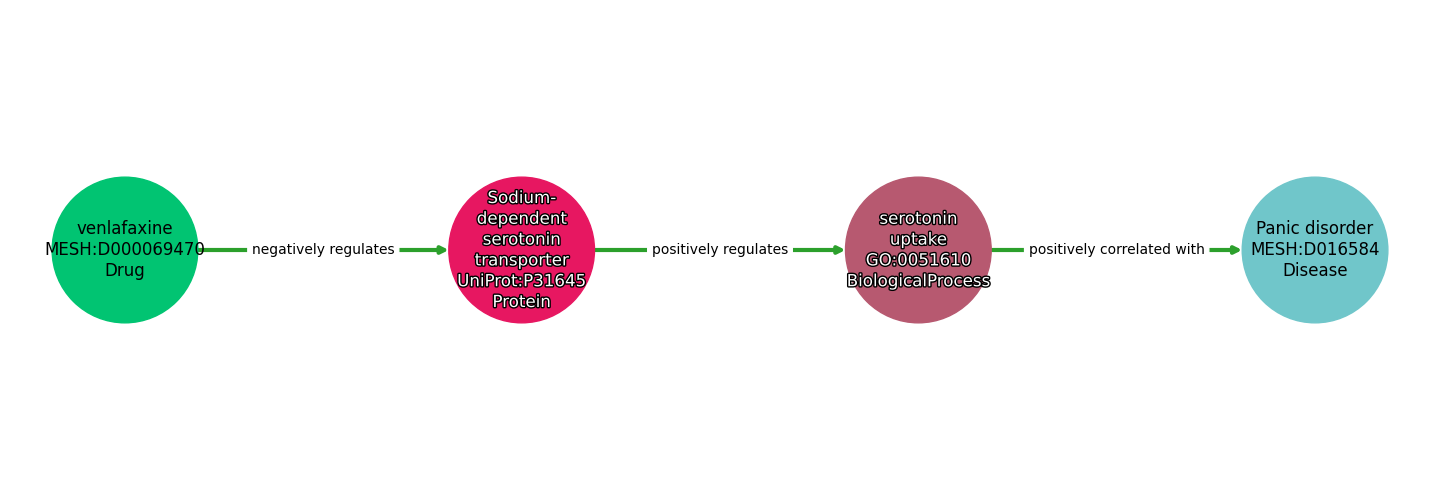 venlafaxine
MESH:D000069470
Drug
negatively regulates
Sodium-
dependent
serotonin
transporter
UniProt:P31645
Protein
positively regulates
serotonin
uptake
GO:0051610
BiologicalProcess
positively correlated with
Panic disorder
MESH:D016584
Disease